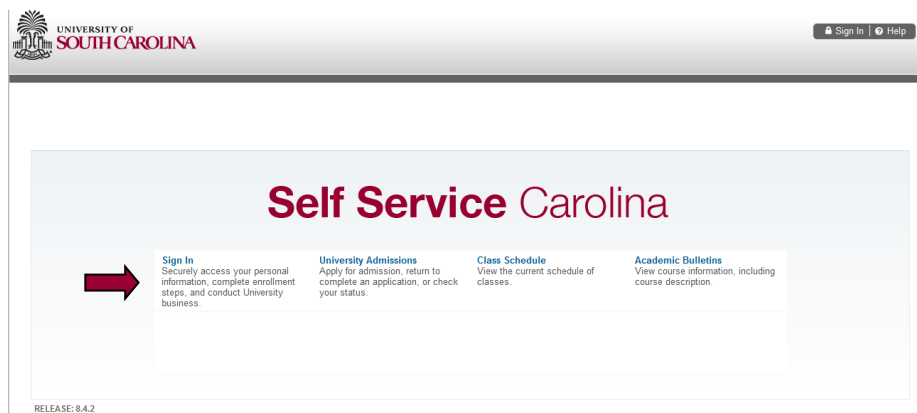 UNIVERSITY OF
SOUTH CAROLINA
Sign In | Help
Self Service Carolina
Sign In
Securely access your personal
information, complete enrollment
steps, and conduct University
business.
University Admissions
Apply for admission, return to
complete an application, or check
your status.
Class Schedule
View the current schedule of
classes.
Academic Bulletins
View course information, including
course description.
RELEASE: 8.4.2